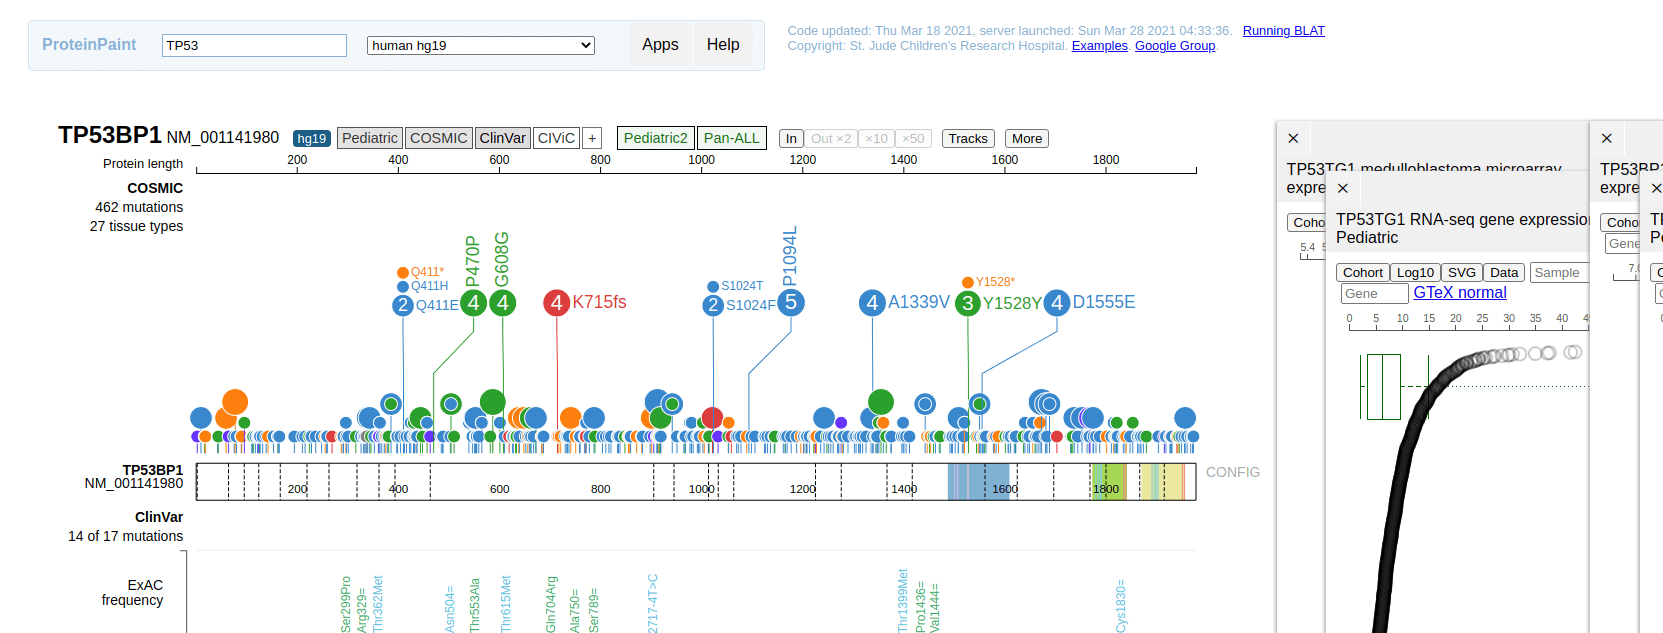 ProteinPaint TP53 human hg19 Apps Help
Code updated: Thu Mar 18 2021, server launched: Sun Mar 28 2021 04:33:36. Running BLAT
Copyright: St. Jude Children's Research Hospital. Examples. Google Group.
TP53BP1 NM_001141980 hg19 Pediatric COSMIC ClinVar CIViC + Pediatric2 Pan-ALL In Out ×2 ×10 ×50 Tracks More
Protein length 200 400 600 800 1000 1200 1400 1600 1800
COSMIC
462 mutations
27 tissue types
P470P
G608G
P1094L
Q411*
Q411H
2 Q411E
4
4
4 K715fs
S1024T
2 S1024F
5
4 A1339V
Y1528*
3 Y1528Y
4 D1555E
TP53BP1
NM_001141980
200 400 600 800 1000 1200 1400 1600 1800
CONFIG
ClinVar
14 of 17 mutations
ExAC
frequency
Ser299Pro
Arg329=
Thr362Met
Asn504=
Thr553Ala
Thr615Met
Gln704Arg
Ala750=
Ser789=
2717-4T>C
Thr1399Met
Pro1436=
Val1444=
Cys1830=
×
TP53TG1 medulloblastoma microarray
expre
Coho
5.4
×
TP53TG1 RNA-seq gene expression
Pediatric
Cohort Log10 SVG Data Sample
Gene GTeX normal
0 5 10 15 20 25 30 35 40
×
TP53BP1
expre
Coho
Gene
7.
×